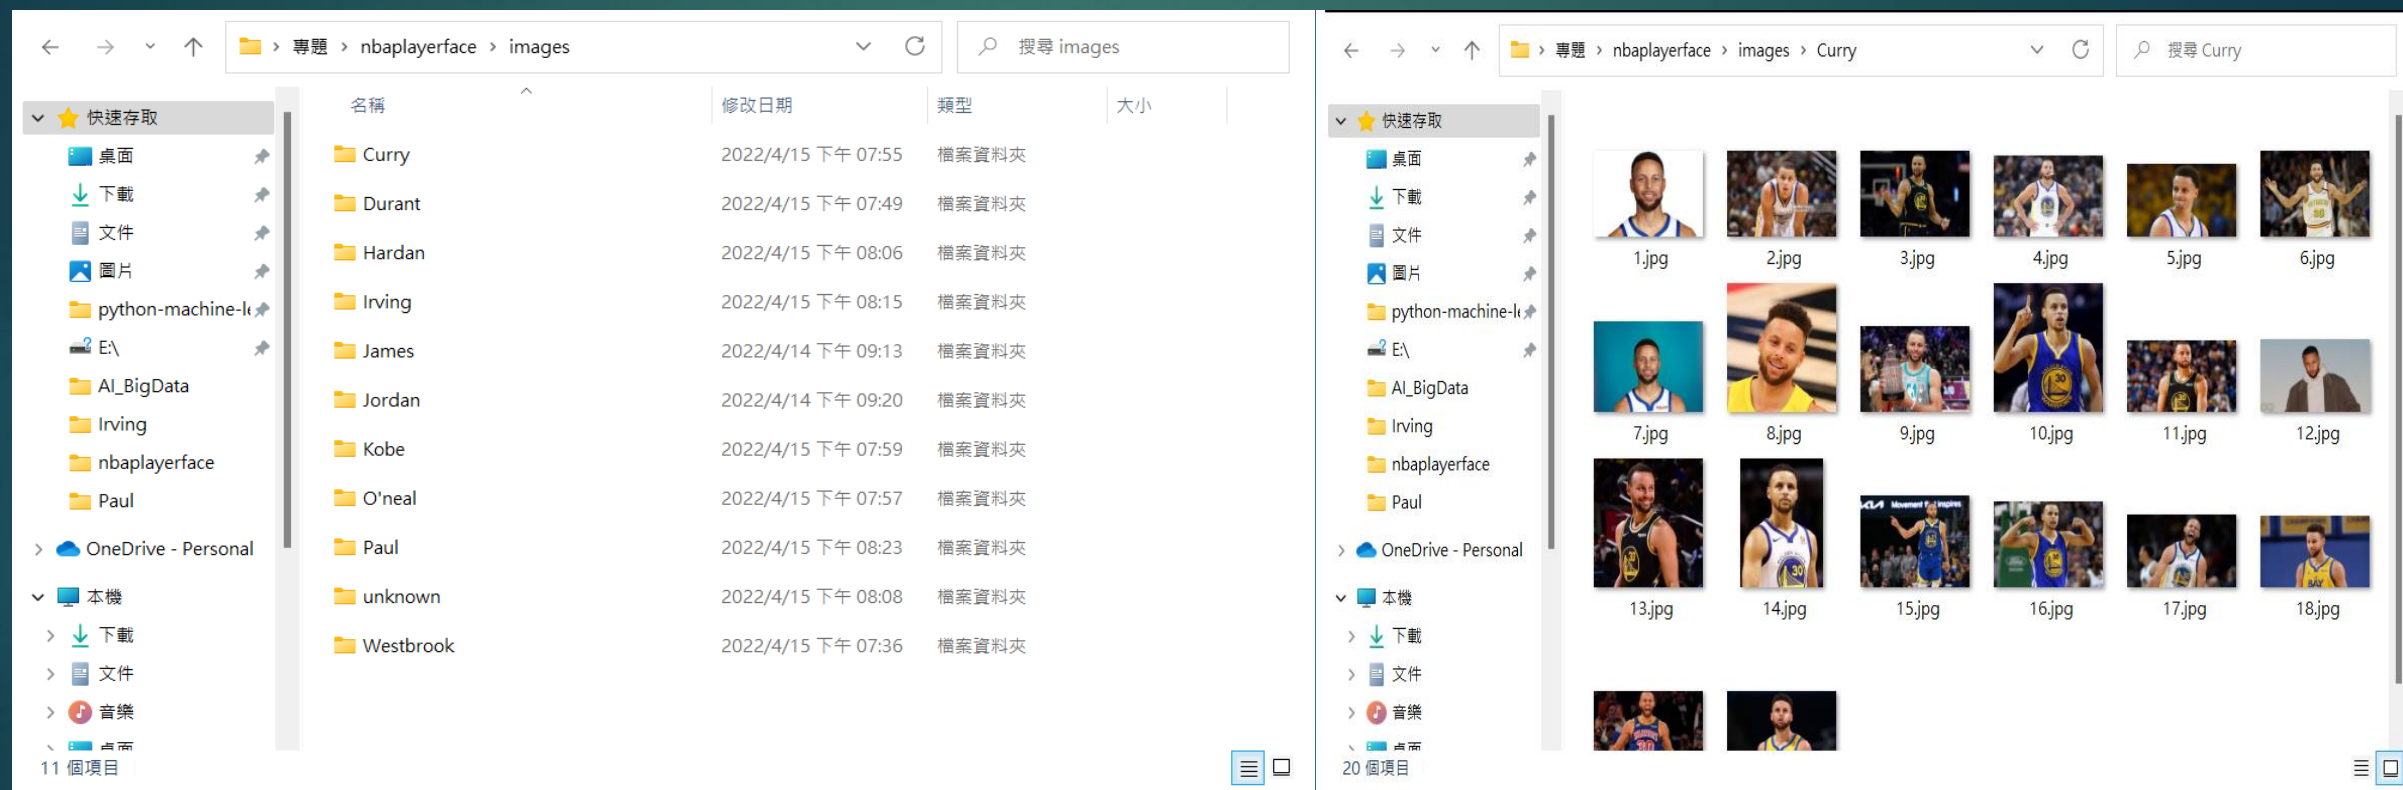 專題 › nbaplayerface › images
搜尋 images
名稱 修改日期 類型 大小
快速存取
桌面
下載
文件
圖片
python-machine-le
E:\
AI_BigData
Irving
nbaplayerface
Paul
OneDrive - Personal
本機
下載
文件
音樂
桌面
Curry 2022/4/15 下午 07:55 檔案資料夾
Durant 2022/4/15 下午 07:49 檔案資料夾
Hardan 2022/4/15 下午 08:06 檔案資料夾
Irving 2022/4/15 下午 08:15 檔案資料夾
James 2022/4/14 下午 09:13 檔案資料夾
Jordan 2022/4/14 下午 09:20 檔案資料夾
Kobe 2022/4/15 下午 07:59 檔案資料夾
O'neal 2022/4/15 下午 07:57 檔案資料夾
Paul 2022/4/15 下午 08:23 檔案資料夾
unknown 2022/4/15 下午 08:08 檔案資料夾
Westbrook 2022/4/15 下午 07:36 檔案資料夾
11 個項目
專題 › nbaplayerface › images › Curry
搜尋 Curry
快速存取
桌面
下載
文件
圖片
python-machine-le
E:\
AI_BigData
Irving
nbaplayerface
Paul
OneDrive - Personal
本機
下載
文件
音樂
桌面
1.jpg 2.jpg 3.jpg 4.jpg 5.jpg 6.jpg
7.jpg 8.jpg 9.jpg 10.jpg 11.jpg 12.jpg
13.jpg 14.jpg 15.jpg 16.jpg 17.jpg 18.jpg
20 個項目